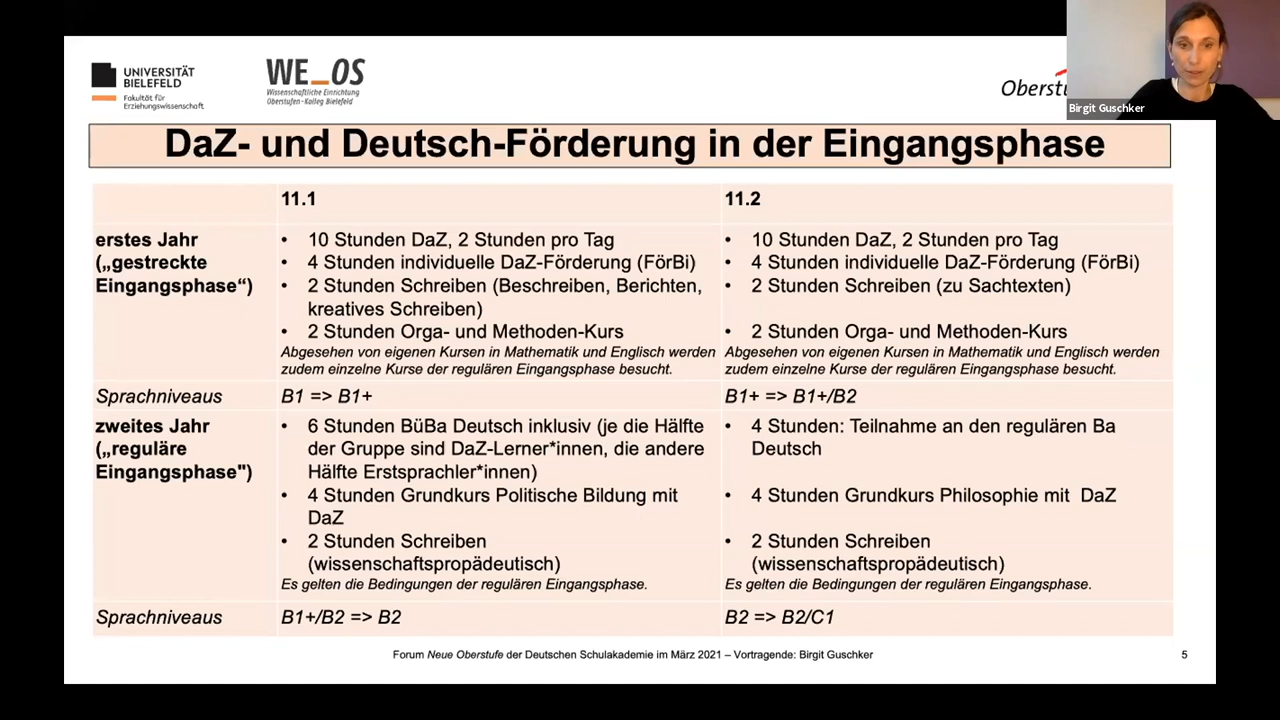 UNIVERSITÄT
BIELEFELD
Fakultät für
Erziehungswissenschaft
WE_OS
Wissenschaftliche Einrichtung
Oberstufen-Kolleg Bielefeld
Birgit Guschker
DaZ- und Deutsch-Förderung in der Eingangsphase
11.1
11.2
erstes Jahr
(„gestreckte
Eingangsphase“)
• 10 Stunden DaZ, 2 Stunden pro Tag
• 4 Stunden individuelle DaZ-Förderung (FörBi)
• 2 Stunden Schreiben (Beschreiben, Berichten,
kreatives Schreiben)
• 2 Stunden Orga- und Methoden-Kurs
Abgesehen von eigenen Kursen in Mathematik und Englisch werden
zudem einzelne Kurse der regulären Eingangsphase besucht.
• 10 Stunden DaZ, 2 Stunden pro Tag
• 4 Stunden individuelle DaZ-Förderung (FörBi)
• 2 Stunden Schreiben (zu Sachtexten)
• 2 Stunden Orga- und Methoden-Kurs
Abgesehen von eigenen Kursen in Mathematik und Englisch werden
zudem einzelne Kurse der regulären Eingangsphase besucht.
Sprachniveaus
B1 => B1+
B1+ => B1+/B2
zweites Jahr
(„reguläre
Eingangsphase")
• 6 Stunden BüBa Deutsch inklusiv (je die Hälfte
der Gruppe sind DaZ-Lerner*innen, die andere
Hälfte Erstsprachler*innen)
• 4 Stunden Grundkurs Politische Bildung mit
DaZ
• 2 Stunden Schreiben
(wissenschaftspropädeutisch)
Es gelten die Bedingungen der regulären Eingangsphase.
• 4 Stunden: Teilnahme an den regulären Ba
Deutsch
• 4 Stunden Grundkurs Philosophie mit DaZ
• 2 Stunden Schreiben
(wissenschaftspropädeutisch)
Es gelten die Bedingungen der regulären Eingangsphase.
Sprachniveaus
B1+/B2 => B2
B2 => B2/C1
Forum Neue Oberstufe der Deutschen Schulakademie im März 2021 – Vortragende: Birgit Guschker
5